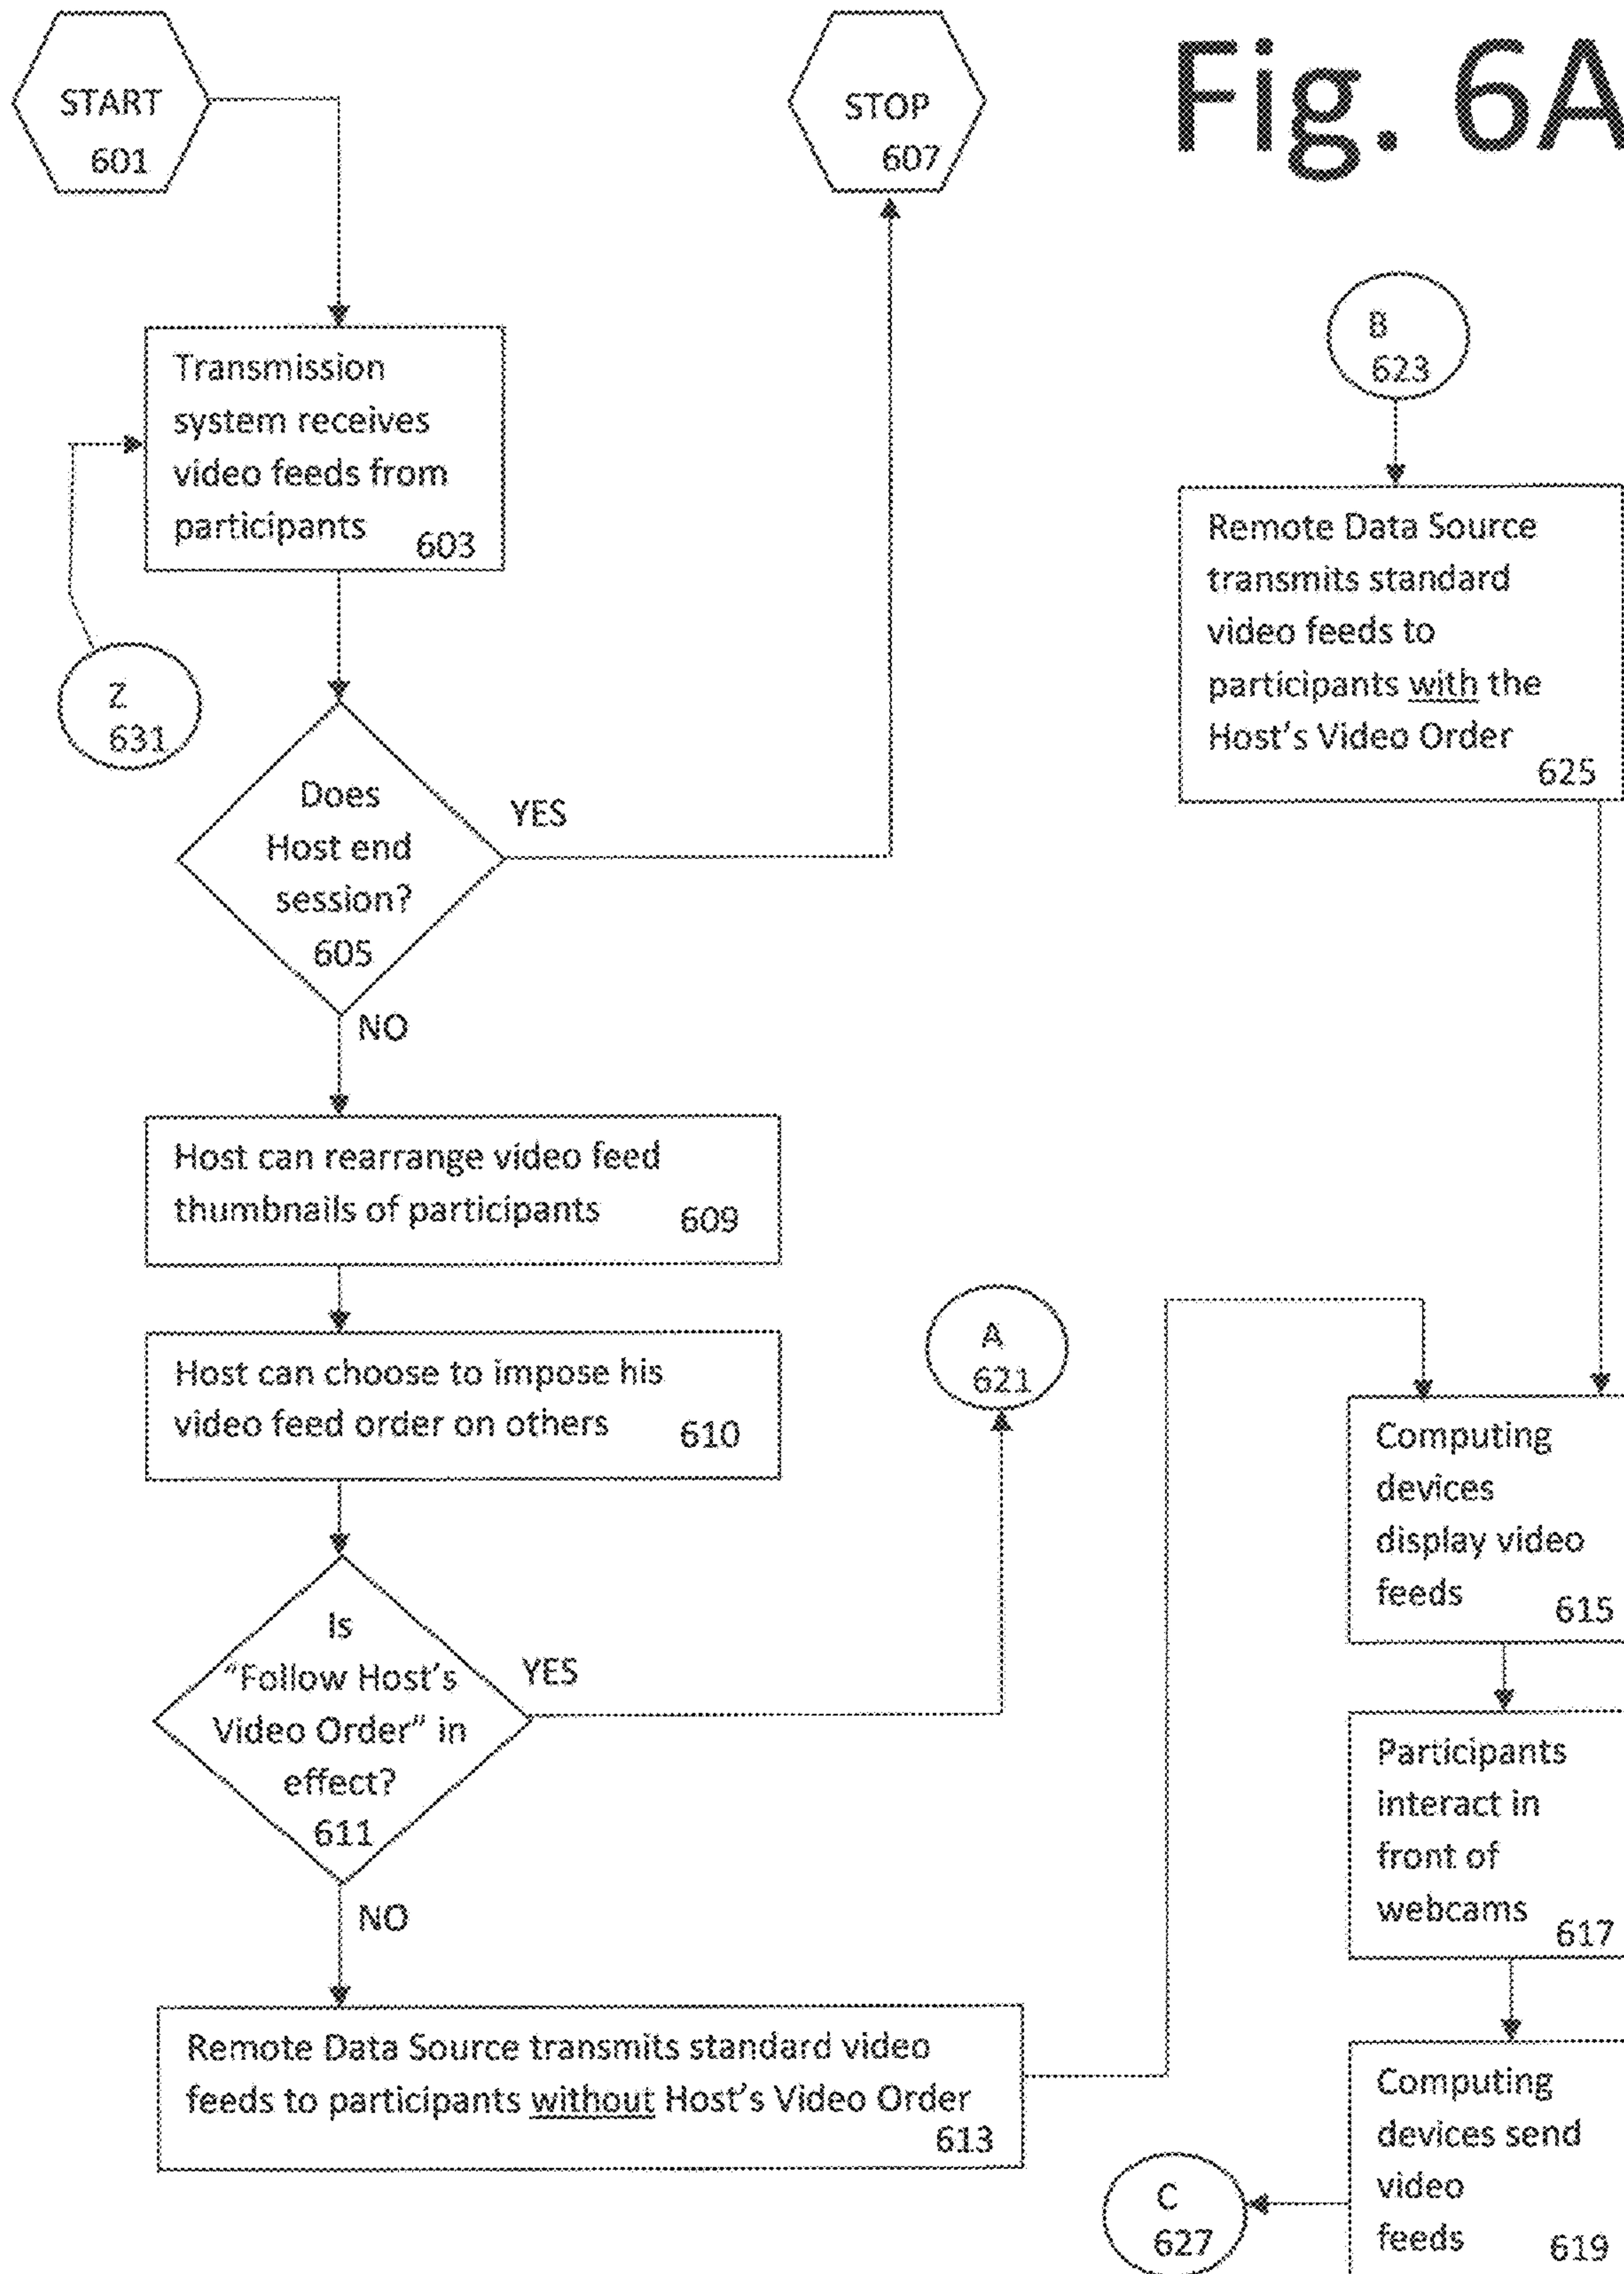 START
601
STOP
607
Fig. 6A
Transmission
system receives
video feeds from
participants
603
Z
631
B
623
Remote Data Source
transmits standard
video feeds to
participants with the
Host's Video Order
625
Does
Host end
session?
605
YES
NO
Host can rearrange video feed
thumbnails of participants
609
Host can choose to impose his
video feed order on others
610
A
621
Is
"Follow Host's
Video Order" in
effect?
611
YES
NO
Remote Data Source transmits standard video
feeds to participants without Host's Video Order
613
Computing
devices
display video
feeds
615
Participants
interact in
front of
webcams
617
Computing
devices send
video
feeds
619
C
627